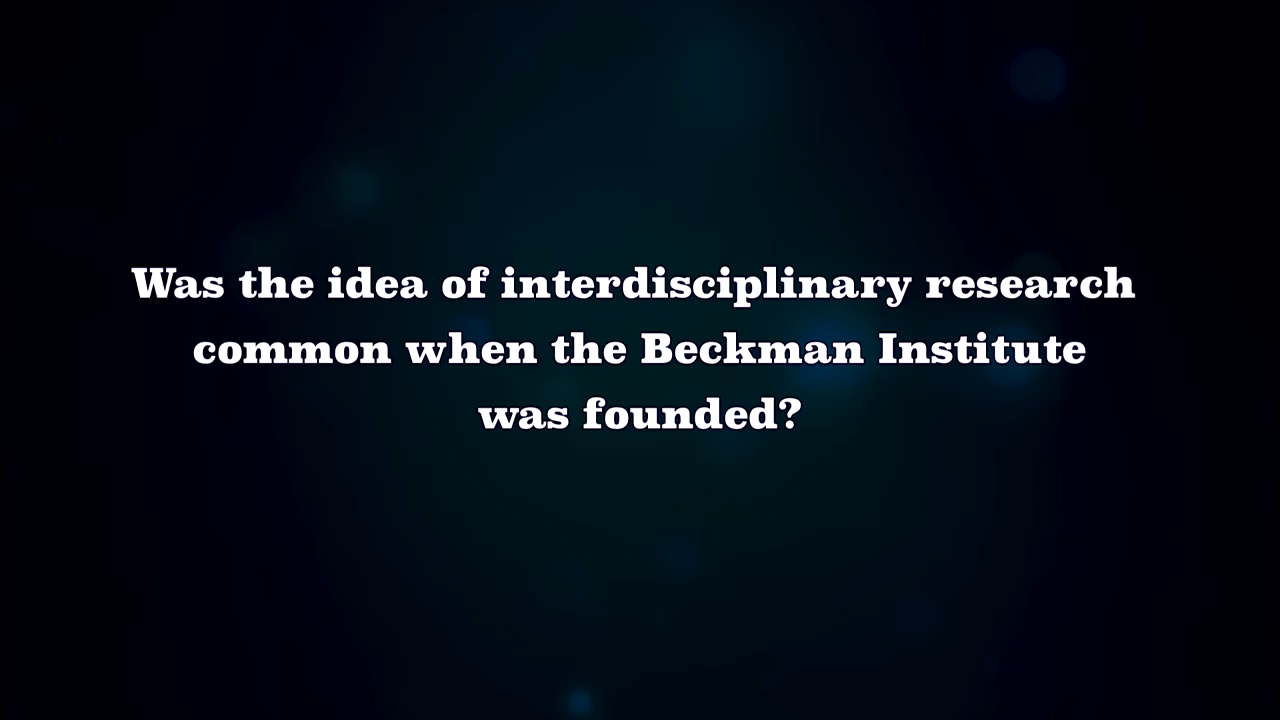 Was the idea of interdisciplinary research
common when the Beckman Institute
was founded?